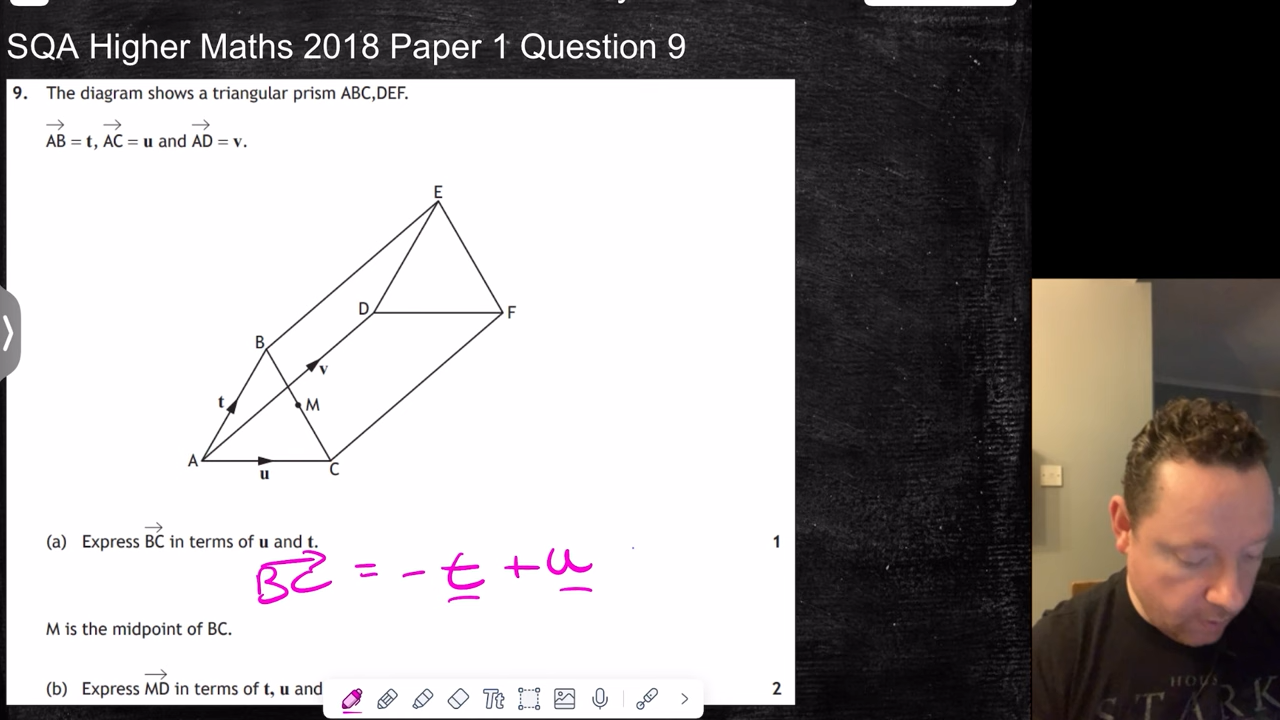 SQA Higher Maths 2018 Paper 1 Question 9
9. The diagram shows a triangular prism ABC,DEF.
AB = t, AC = u and AD = v.
E
D
F
B
v
t
M
A
C
u
(a) Express BC in terms of u and t. 1
BC = - t + u
M is the midpoint of BC.
(b) Express MD in terms of t, u and 2
Tt
STARK